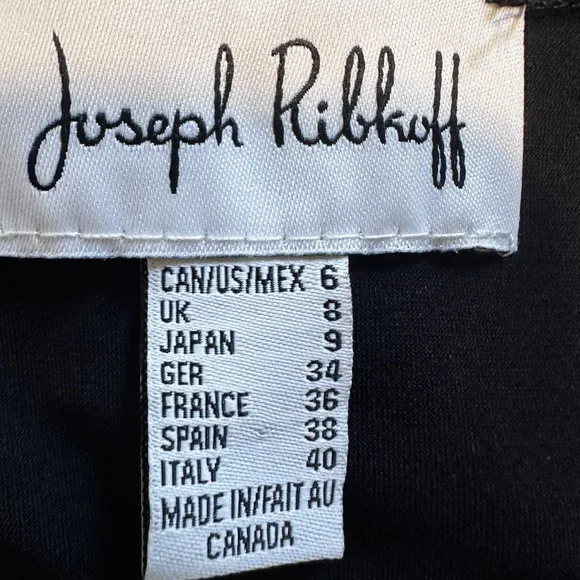 Joseph Ribkoff
CAN/US/MEX 6
UK 8
JAPAN 9
GER 34
FRANCE 36
SPAIN 38
ITALY 40
MADE IN/FAIT AU
CANADA